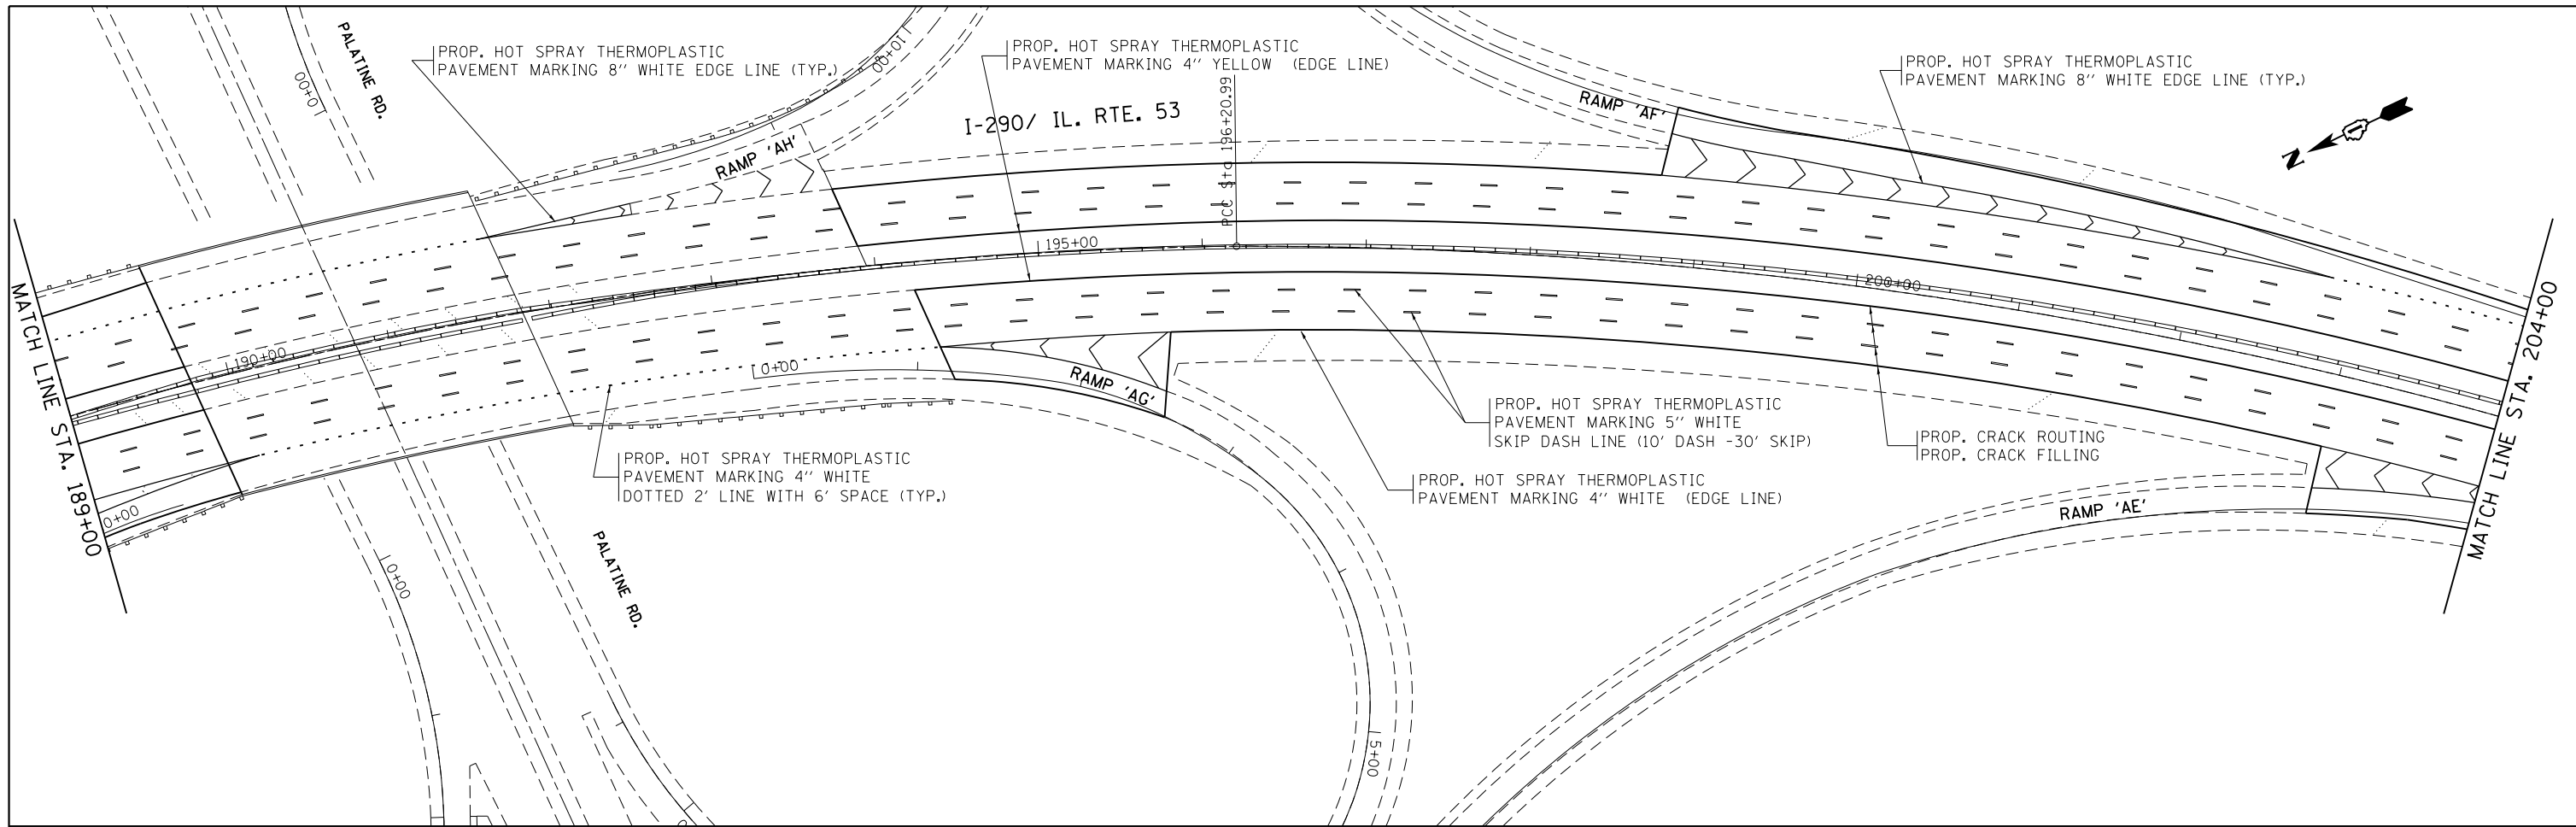 PALATINE RD.
10+00
PROP. HOT SPRAY THERMOPLASTIC
PAVEMENT MARKING 8" WHITE EDGE LINE (TYP.)
10+00
PROP. HOT SPRAY THERMOPLASTIC
PAVEMENT MARKING 4" YELLOW (EDGE LINE)
I-290/ IL. RTE. 53
PCC Sta 196+20.99
RAMP 'AH'
RAMP 'AF'
PROP. HOT SPRAY THERMOPLASTIC
PAVEMENT MARKING 8" WHITE EDGE LINE (TYP.)
N
MATCH LINE STA. 189+00
190+00
195+00
200+00
MATCH LINE STA. 204+00
0+00
0+00
RAMP 'AG'
PROP. HOT SPRAY THERMOPLASTIC
PAVEMENT MARKING 4" WHITE
DOTTED 2' LINE WITH 6' SPACE (TYP.)
PROP. HOT SPRAY THERMOPLASTIC
PAVEMENT MARKING 5" WHITE
SKIP DASH LINE (10' DASH -30' SKIP)
PROP. CRACK ROUTING
PROP. CRACK FILLING
PROP. HOT SPRAY THERMOPLASTIC
PAVEMENT MARKING 4" WHITE (EDGE LINE)
RAMP 'AE'
0+00
PALATINE RD.
5+00